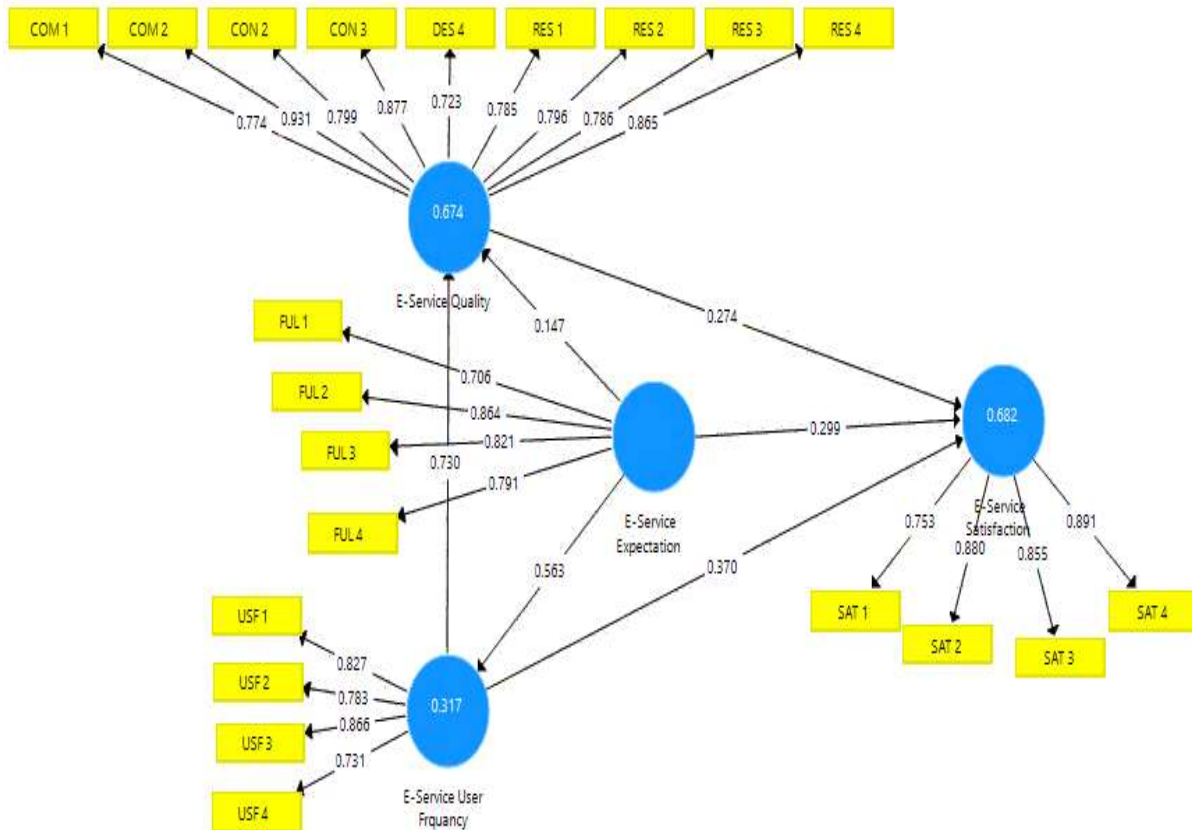 COM 1
COM 2
CON 2
CON 3
DES 4
RES 1
RES 2
RES 3
RES 4
0.774
0.931
0.799
0.877
0.723
0.785
0.796
0.786
0.865
0.674
E-Service Quality
FUL 1
FUL 2
FUL 3
FUL 4
0.706
0.864
0.821
0.791
0.147
0.274
0.299
0.730
0.563
0.370
E-Service
Expectation
0.682
E-Service
Satisfaction
0.753
0.880
0.855
0.891
SAT 1
SAT 2
SAT 3
SAT 4
USF 1
USF 2
USF 3
USF 4
0.827
0.783
0.866
0.731
0.317
E-Service User
Frquancy